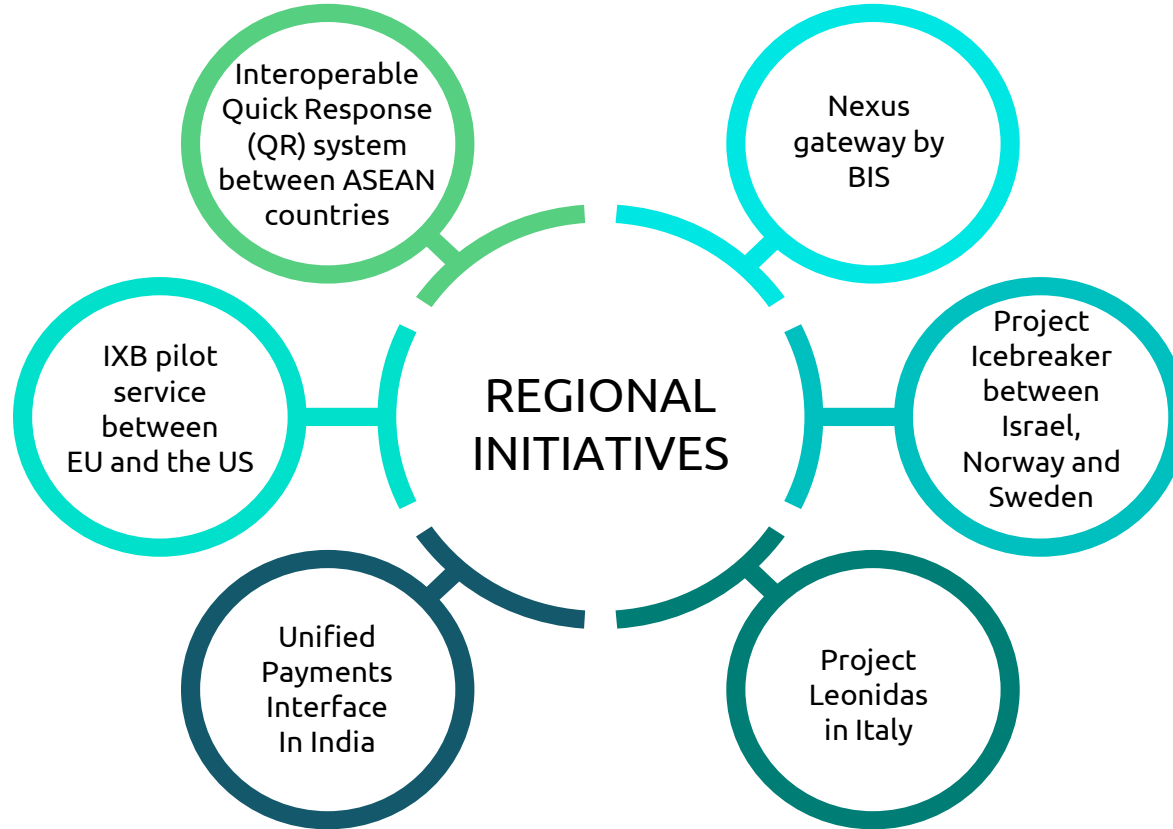 Interoperable
Quick Response
(QR) system
between ASEAN
countries
Nexus
gateway by
BIS
IXB pilot
service
between
EU and the US
REGIONAL
INITIATIVES
Project
Icebreaker
between
Israel,
Norway and
Sweden
Unified
Payments
Interface
In India
Project
Leonidas
in Italy